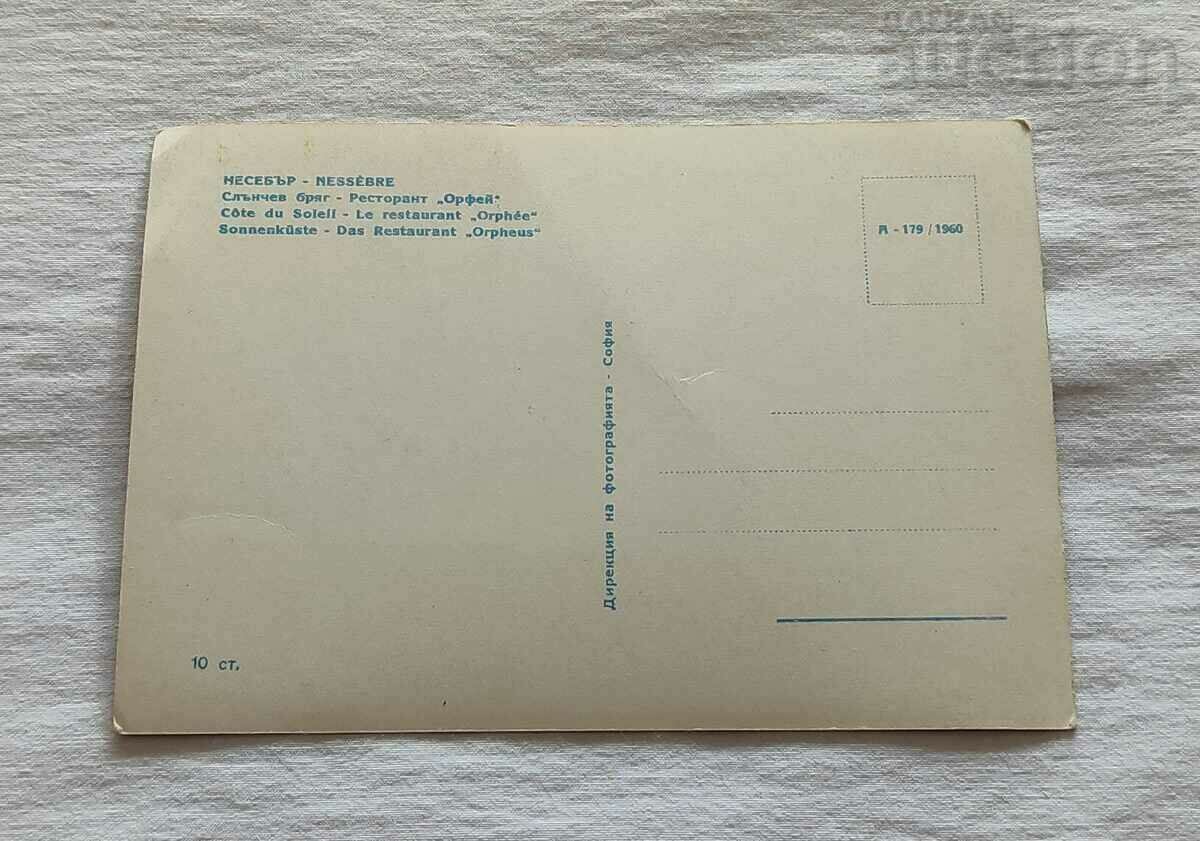 НЕСЕБЪР - NESSÈBRE
Слънчев бряг - Ресторант „Орфей“
Côte du Soleil - Le restaurant „Orphée“
Sonnenküste - Das Restaurant „Orpheus“
А - 179 / 1960
Дирекция на фотографията - София
10 ст.